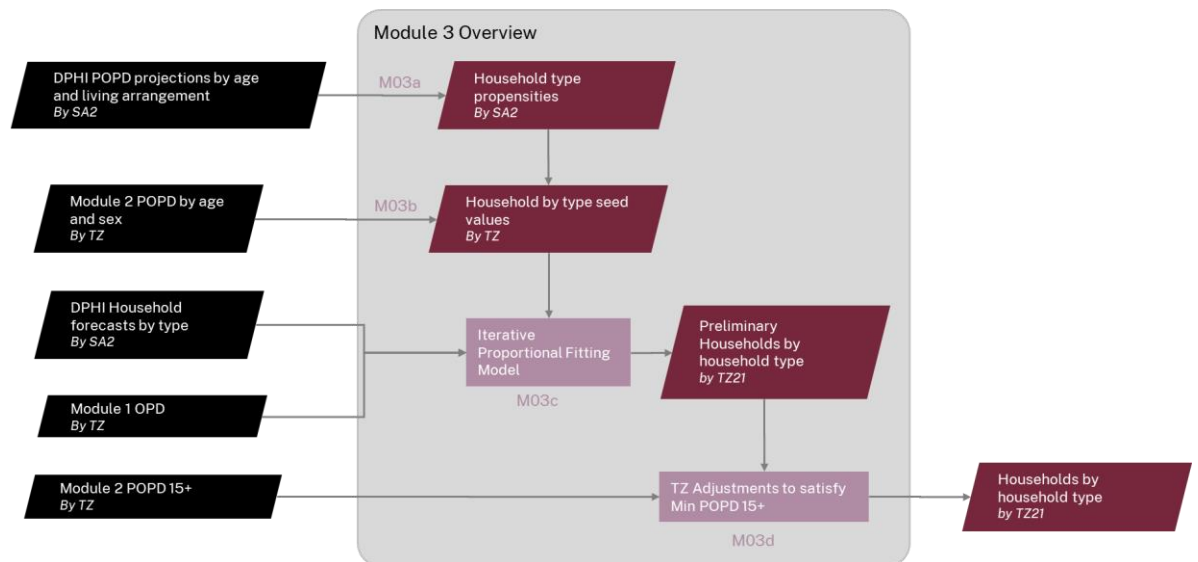 Module 3 Overview
DPHI POPD projections by age
and living arrangement
By SA2
M03a
Household type
propensities
By SA2
Module 2 POPD by age
and sex
By TZ
M03b
Household by type seed
values
By TZ
DPHI Household
forecasts by type
By SA2
Iterative
Proportional Fitting
Model
M03c
Preliminary
Households by
household type
by TZ21
Module 1 OPD
By TZ
Module 2 POPD 15+
By TZ
TZ Adjustments to satisfy
Min POPD 15+
M03d
Households by
household type
by TZ21